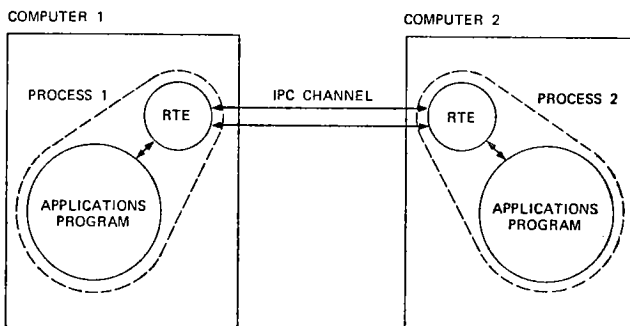 COMPUTER 1
COMPUTER 2
PROCESS 1
RTE
IPC CHANNEL
RTE
PROCESS 2
APPLICATIONS
PROGRAM
APPLICATIONS
PROGRAM